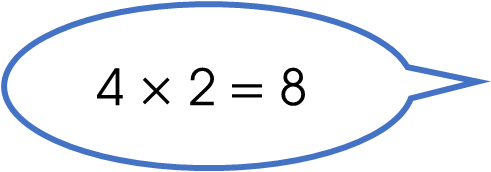 4 × 2 = 8